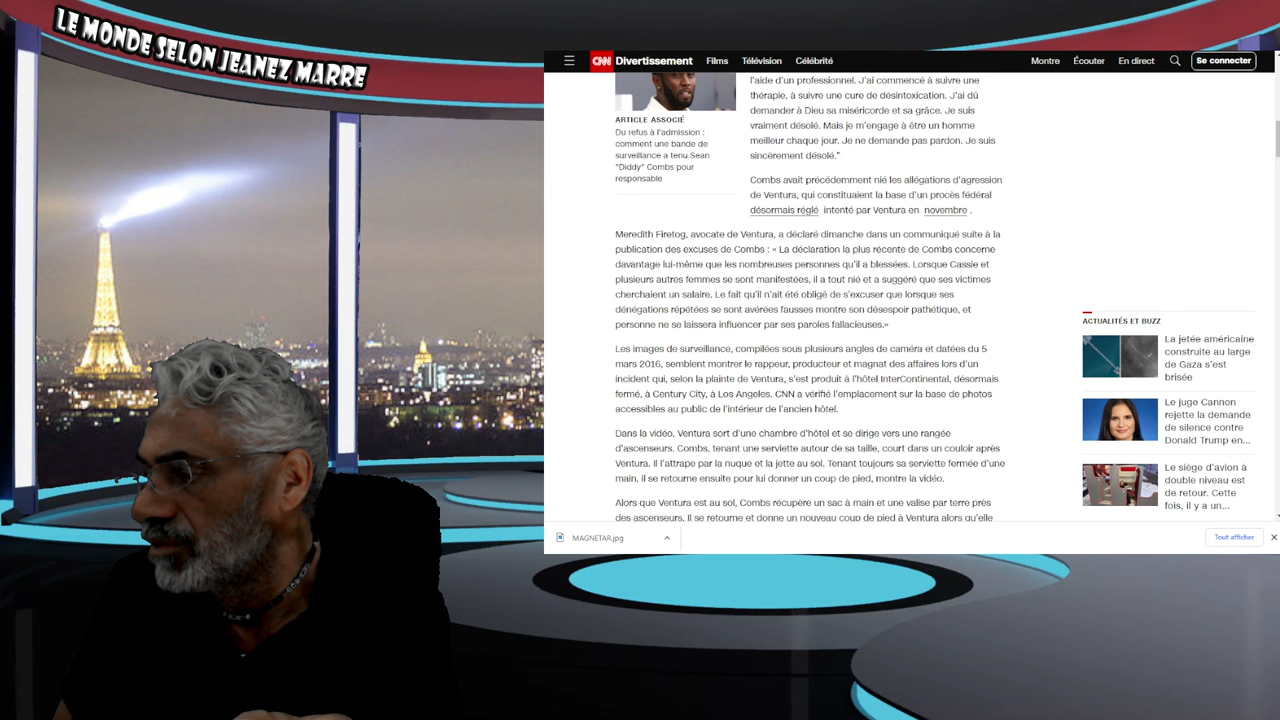 LE MONDE SELON JEANEZ MARRE
CNN Divertissement Films Télévision Célébrité Montre Écouter En direct Se connecter
ARTICLE ASSOCIÉ
Du refus à l'admission :
comment une bande de
surveillance a tenu Sean
"Diddy" Combs pour
responsable
l'aide d'un professionnel. J'ai commencé à suivre une
thérapie, à suivre une cure de désintoxication. J'ai dû
demander à Dieu sa miséricorde et sa grâce. Je suis
vraiment désolé. Mais je m'engage à être un homme
meilleur chaque jour. Je ne demande pas pardon. Je suis
sincèrement désolé."
Combs avait précédemment nié les allégations d'agression
de Ventura, qui constituaient la base d'un procès fédéral
désormais réglé intenté par Ventura en novembre .
Meredith Firetog, avocate de Ventura, a déclaré dimanche dans un communiqué suite à la
publication des excuses de Combs : « La déclaration la plus récente de Combs concerne
davantage lui-même que les nombreuses personnes qu'il a blessées. Lorsque Cassie et
plusieurs autres femmes se sont manifestées, il a tout nié et a suggéré que ses victimes
cherchaient un salaire. Le fait qu'il n'ait été obligé de s'excuser que lorsque ses
dénégations répétées se sont avérées fausses montre son désespoir pathétique, et
personne ne se laissera influencer par ses paroles fallacieuses.»
Les images de surveillance, compilées sous plusieurs angles de caméra et datées du 5
mars 2016, semblent montrer le rappeur, producteur et magnat des affaires lors d'un
incident qui, selon la plainte de Ventura, s'est produit à l'hôtel InterContinental, désormais
fermé, à Century City, à Los Angeles. CNN a vérifié l'emplacement sur la base de photos
accessibles au public de l'intérieur de l'ancien hôtel.
Dans la vidéo, Ventura sort d'une chambre d'hôtel et se dirige vers une rangée
d'ascenseurs. Combs, tenant une serviette autour de sa taille, court dans un couloir après
Ventura. Il l'attrape par la nuque et la jette au sol. Tenant toujours sa serviette fermée d'une
main, il se retourne ensuite pour lui donner un coup de pied, montre la vidéo.
Alors que Ventura est au sol, Combs récupère un sac à main et une valise par terre près
des ascenseurs. Il se retourne et donne un nouveau coup de pied à Ventura alors qu'elle
ACTUALITÉS ET BUZZ
La jetée américaine
construite au large
de Gaza s'est
brisée
Le juge Cannon
rejette la demande
de silence contre
Donald Trump en...
Le siège d'avion à
double niveau est
de retour. Cette
fois, il y a un...
MAGNETAR.jpg
Tout afficher